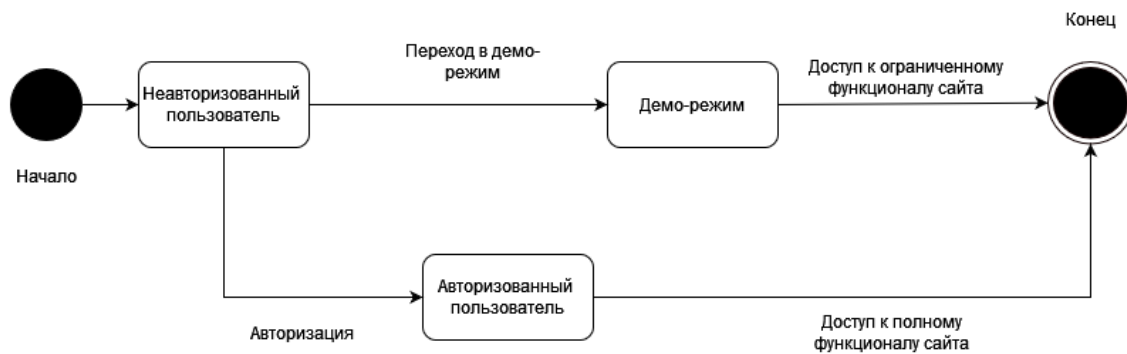 Конец
Переход в демо-
режим
Доступ к ограниченному
функционалу сайта
Неавторизованный
пользователь
Демо-режим
Начало
Авторизованный
пользователь
Авторизация
Доступ к полному
функционалу сайта